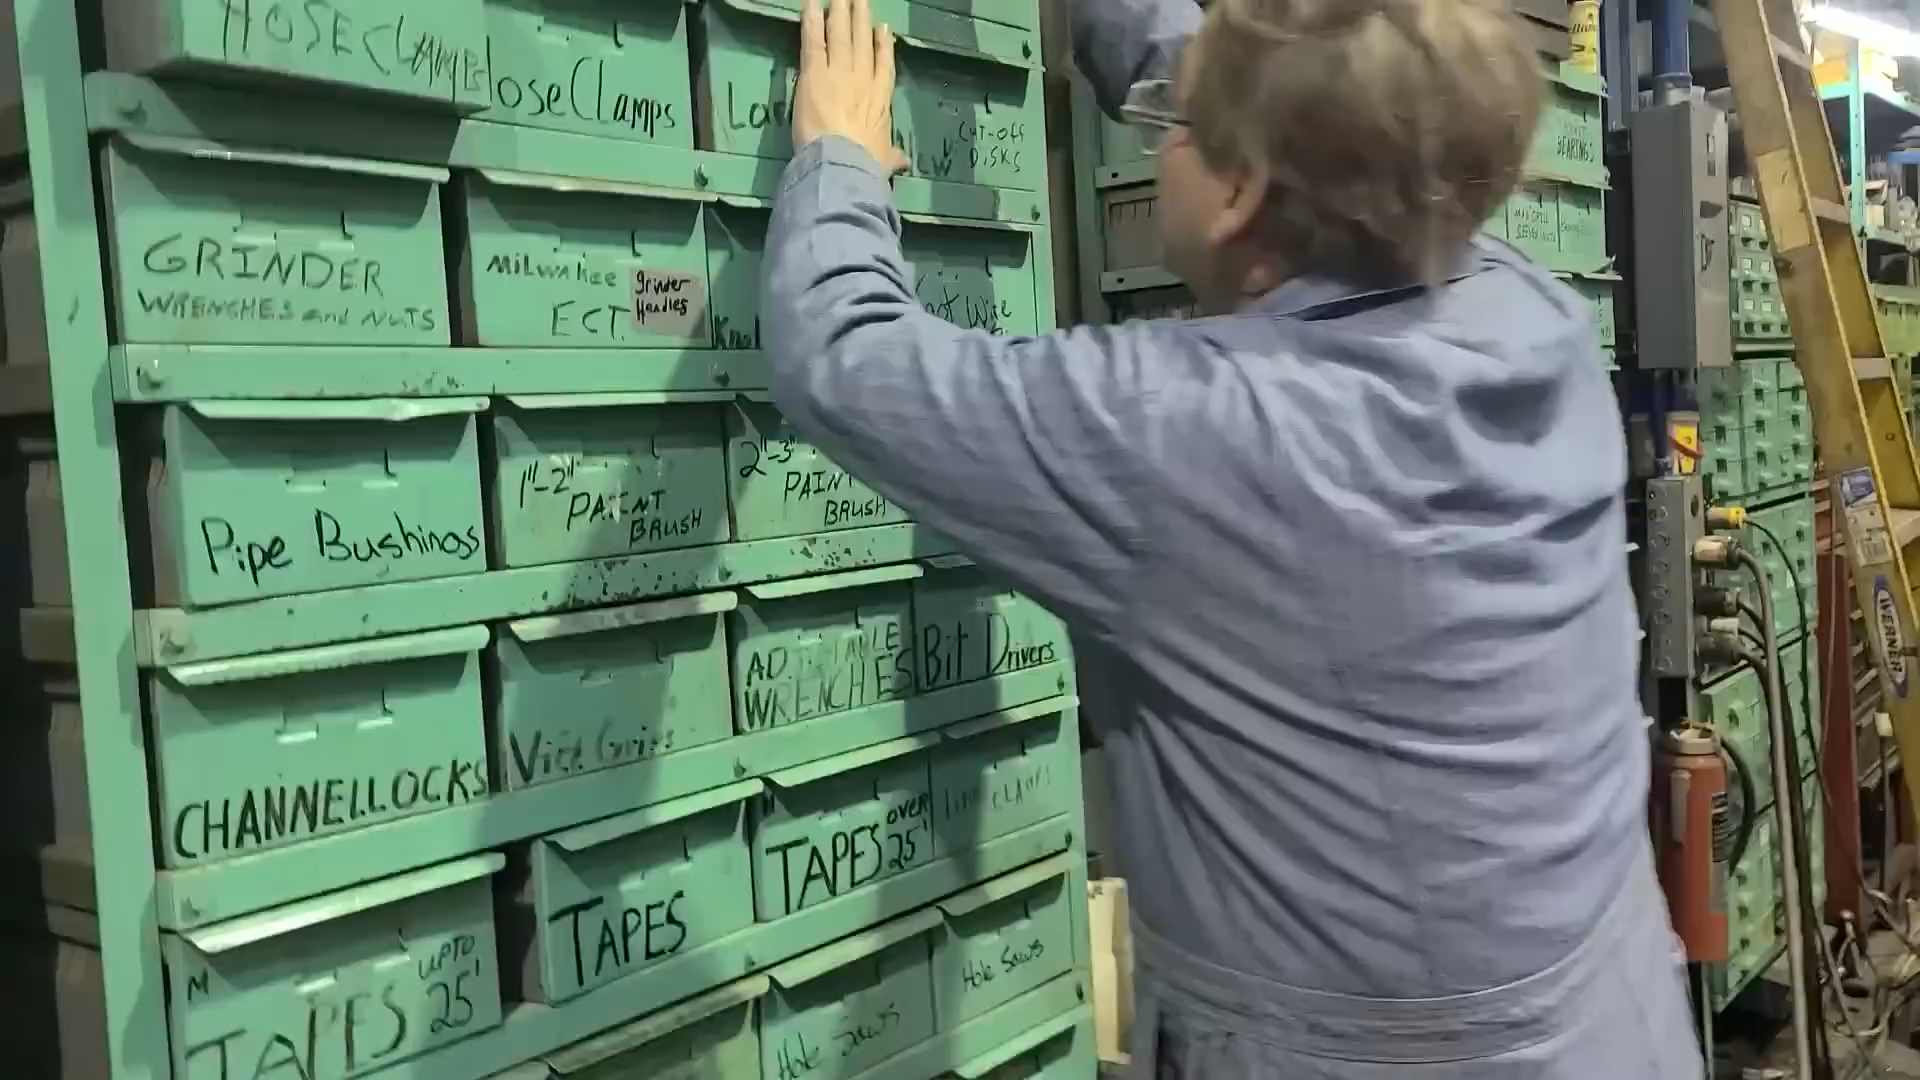 HOSE CLAMPS
Hose Clamps
CUT-OFF
DISKS
GRINDER
WRENCHES and NUTS
Milwaukee
ECT.
Grinder
Handles
Pipe Bushings
1"-2"
PAINT
BRUSH
2"-3"
PAINT
BRUSH
CHANNELLOCKS
Vice Grips
WRENCHES
Bit Drivers
M
UPTO
TAPES 25'
TAPES
TAPES over
25'
Hole Saws
Hole Saws
BEARINGS
WERNER